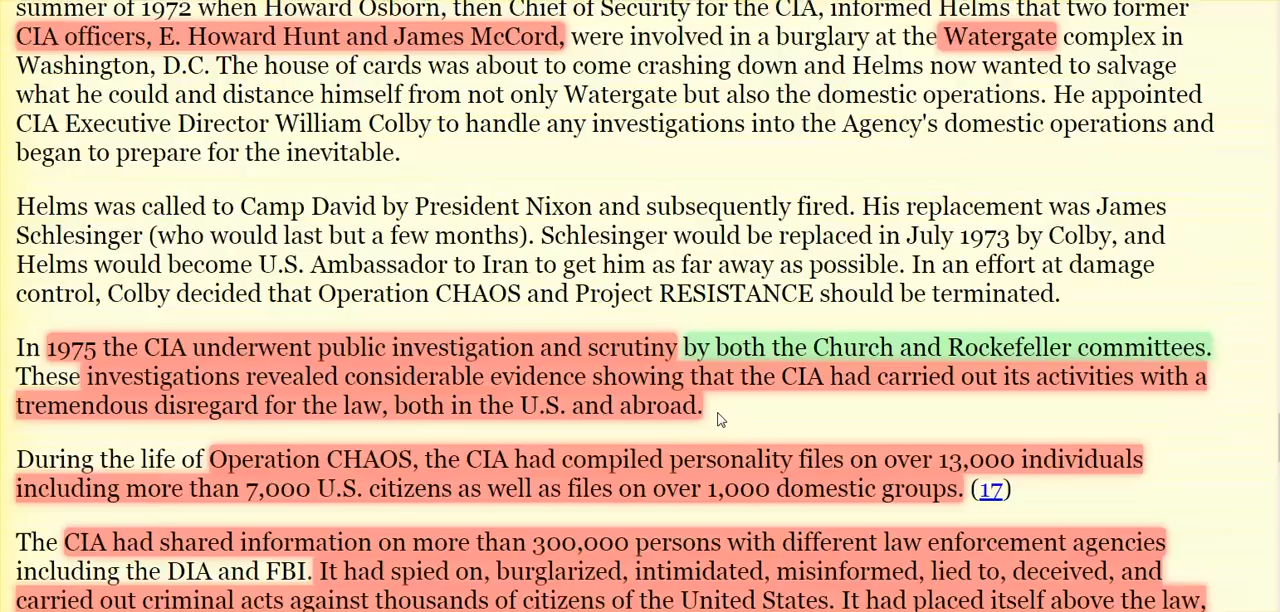 summer of 1972 when Howard Osborn, then Chief of Security for the CIA, informed Helms that two former
CIA officers, E. Howard Hunt and James McCord, were involved in a burglary at the Watergate complex in
Washington, D.C. The house of cards was about to come crashing down and Helms now wanted to salvage
what he could and distance himself from not only Watergate but also the domestic operations. He appointed
CIA Executive Director William Colby to handle any investigations into the Agency's domestic operations and
began to prepare for the inevitable.
Helms was called to Camp David by President Nixon and subsequently fired. His replacement was James
Schlesinger (who would last but a few months). Schlesinger would be replaced in July 1973 by Colby, and
Helms would become U.S. Ambassador to Iran to get him as far away as possible. In an effort at damage
control, Colby decided that Operation CHAOS and Project RESISTANCE should be terminated.
In 1975 the CIA underwent public investigation and scrutiny by both the Church and Rockefeller committees.
These investigations revealed considerable evidence showing that the CIA had carried out its activities with a
tremendous disregard for the law, both in the U.S. and abroad.
During the life of Operation CHAOS, the CIA had compiled personality files on over 13,000 individuals
including more than 7,000 U.S. citizens as well as files on over 1,000 domestic groups. (17)
The CIA had shared information on more than 300,000 persons with different law enforcement agencies
including the DIA and FBI. It had spied on, burglarized, intimidated, misinformed, lied to, deceived, and
carried out criminal acts against thousands of citizens of the United States. It had placed itself above the law,